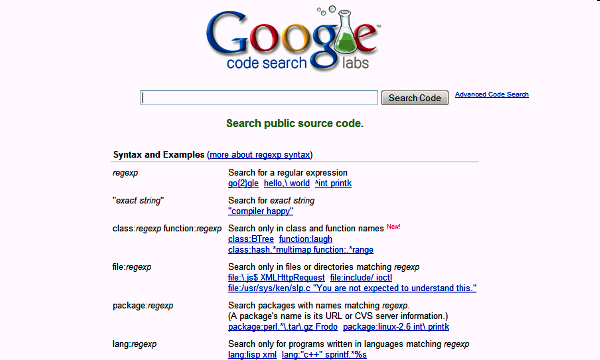 Google™
code search labs
Search Code Advanced Code Search
Search public source code.
Syntax and Examples (more about regexp syntax)
regexp Search for a regular expression
go{2}gle hello,\ world ^int printk
"exact string" Search for exact string
"compiler happy"
class:regexp function:regexp Search only in class and function names New!
class:BTree function:laugh
class:hash.*multimap function:.*range
file:regexp Search only in files or directories matching regexp
file:\.js$ XMLHttpRequest file:include/ ioctl
file:/usr/sys/ken/slp.c "You are not expected to understand this."
package:regexp Search packages with names matching regexp.
(A package's name is its URL or CVS server information.)
package:perl.*\.tar\.gz Frodo package:linux-2.6 int\ printk
lang:regexp Search only for programs written in languages matching regexp
lang:lisp xml lang:"c++" sprintf.*%s